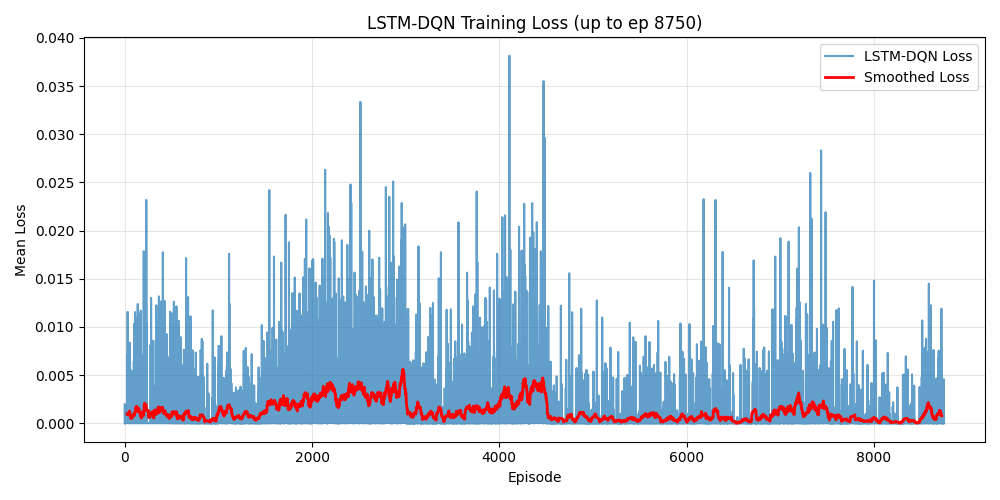 LSTM-DQN Training Loss (up to ep 8750)
LSTM-DQN Loss
Smoothed Loss
Mean Loss
0.040
0.035
0.030
0.025
0.020
0.015
0.010
0.005
0.000
0
2000
4000
6000
8000
Episode